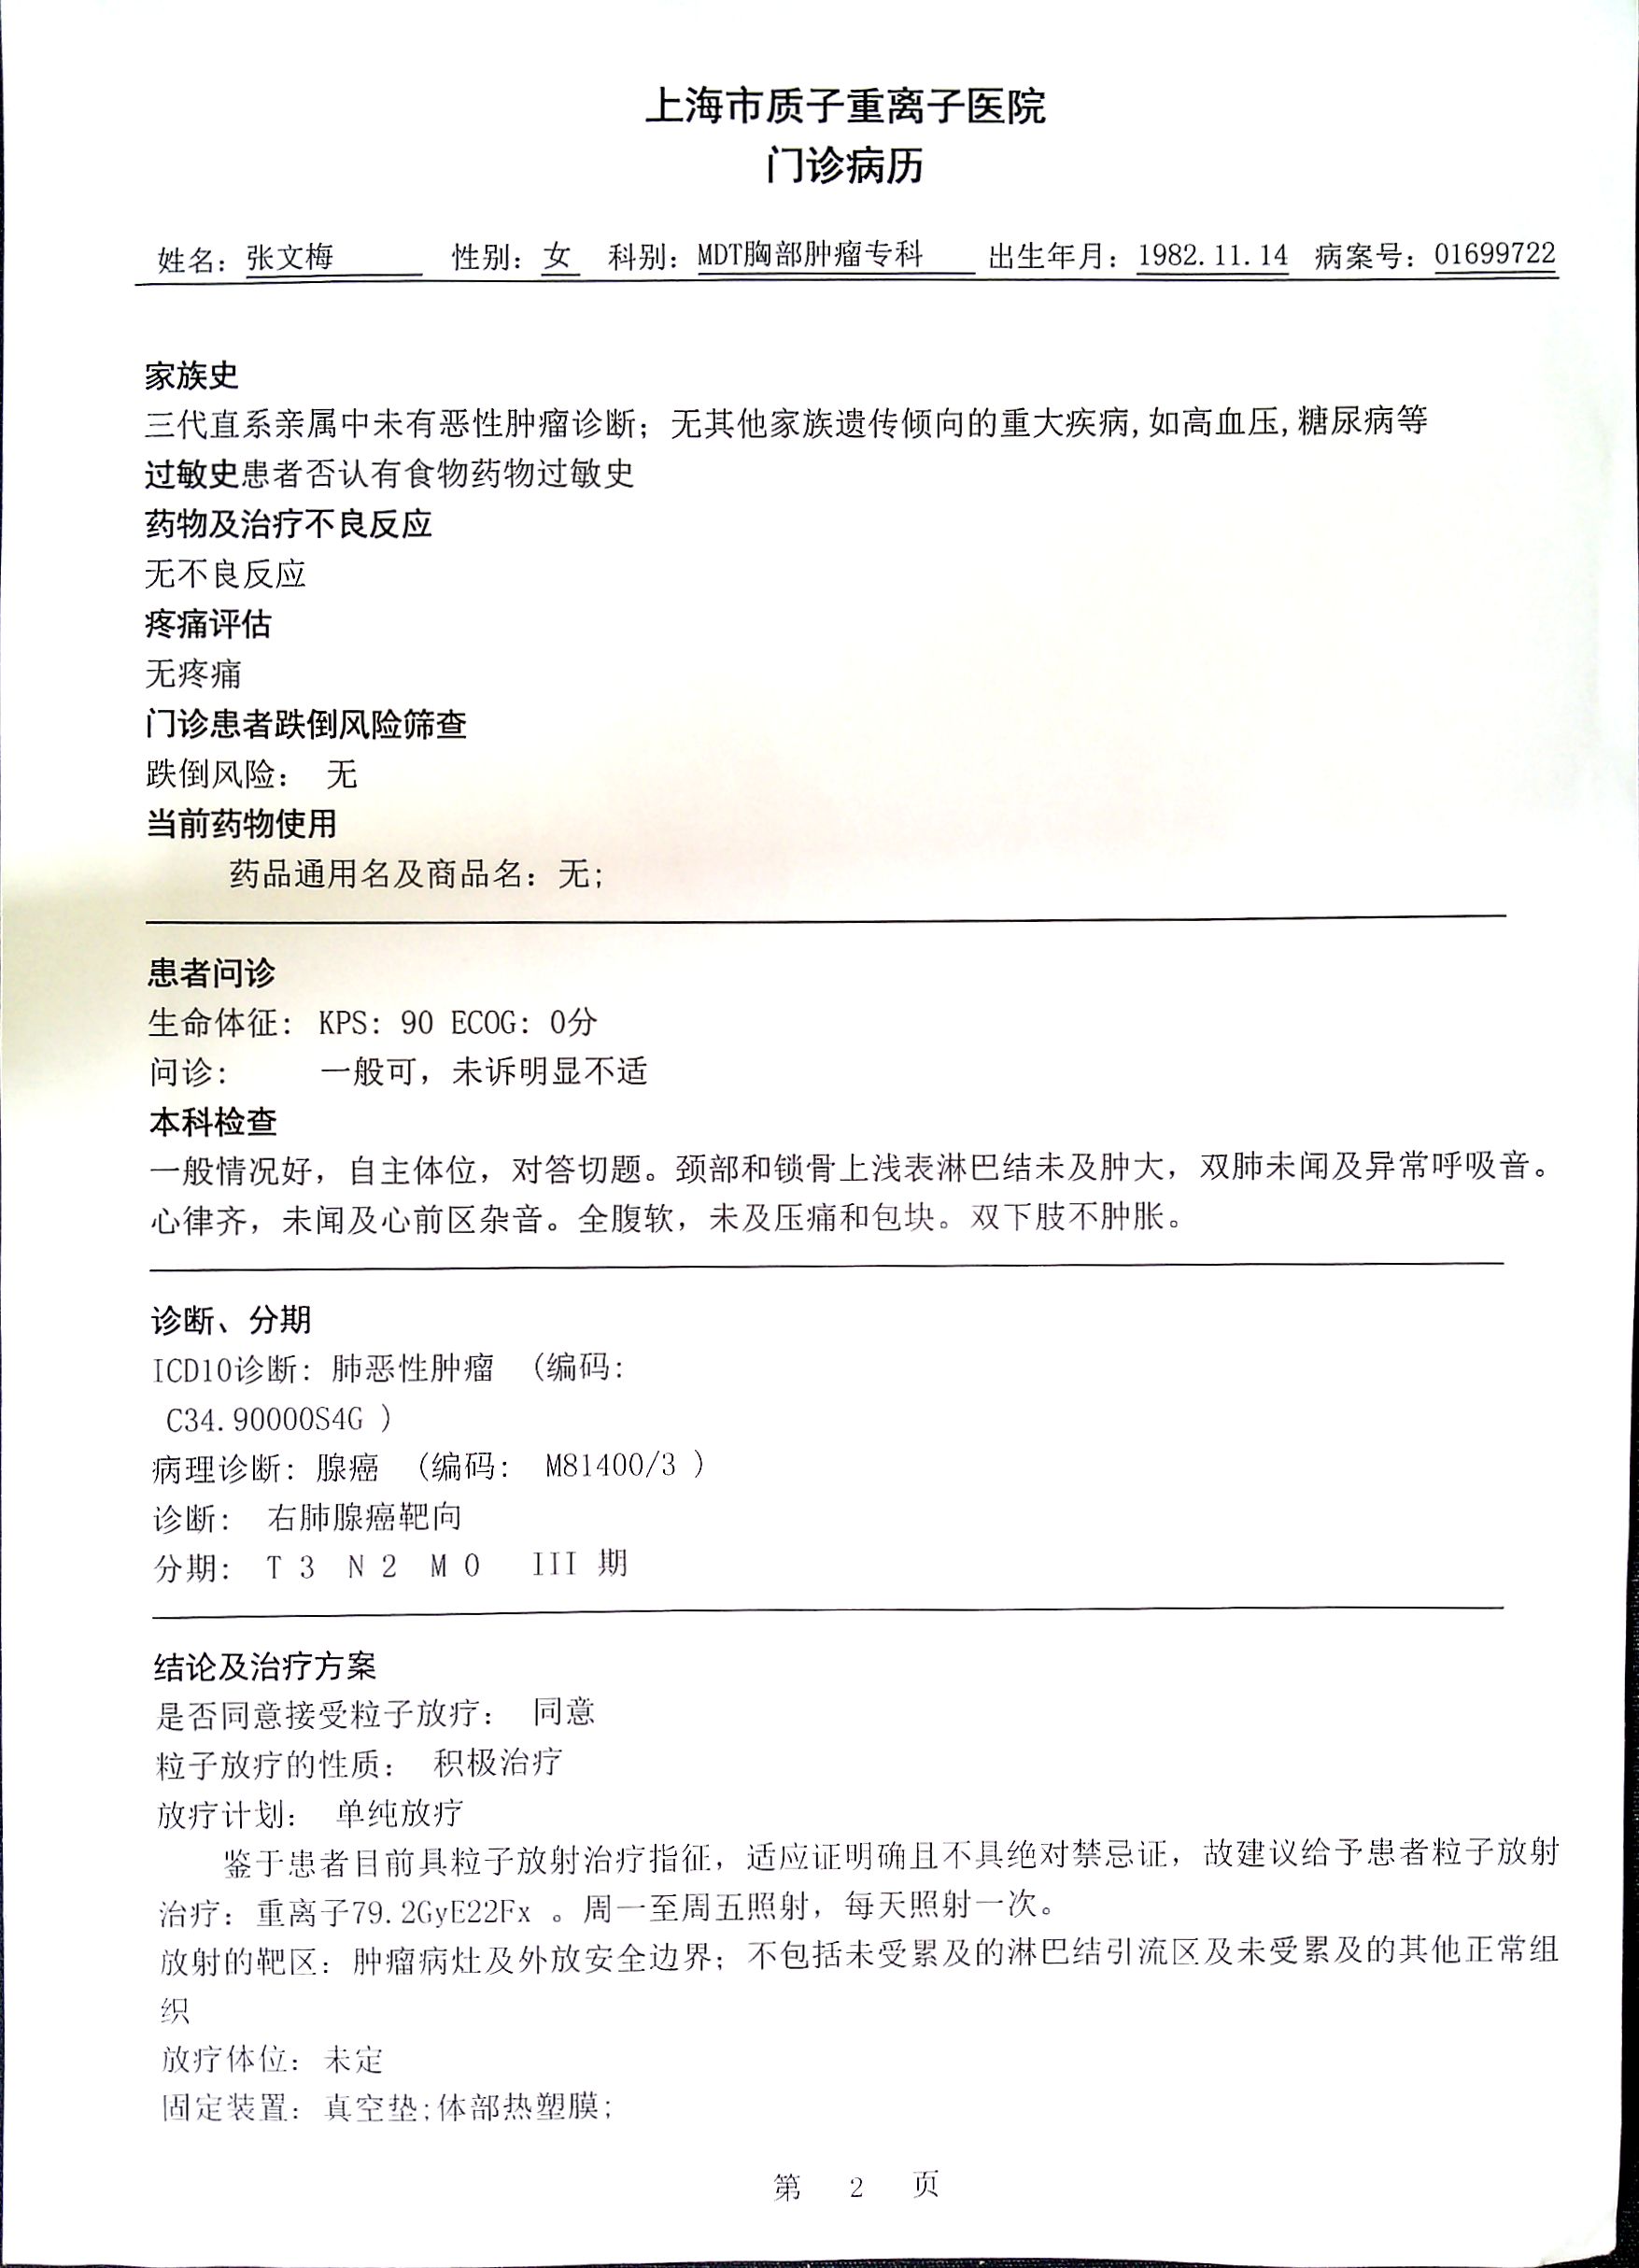 上海市质子重离子医院
门诊病历
姓名：张文梅 性别：女 科别：MDT胸部肿瘤专科 出生年月：1982.11.14 病案号：01699722
家族史
三代直系亲属中未有恶性肿瘤诊断；无其他家族遗传倾向的重大疾病,如高血压,糖尿病等
过敏史患者否认有食物药物过敏史
药物及治疗不良反应
无不良反应
疼痛评估
无疼痛
门诊患者跌倒风险筛查
跌倒风险： 无
当前药物使用
药品通用名及商品名：无;
患者问诊
生命体征： KPS: 90 ECOG: 0分
问诊： 一般可，未诉明显不适
本科检查
一般情况好，自主体位，对答切题。颈部和锁骨上浅表淋巴结未及肿大，双肺未闻及异常呼吸音。
心律齐，未闻及心前区杂音。全腹软，未及压痛和包块。双下肢不肿胀。
诊断、分期
ICD10诊断：肺恶性肿瘤 （编码：
C34.90000S4G ）
病理诊断：腺癌 （编码： M81400/3 ）
诊断： 右肺腺癌靶向
分期： T 3 N 2 M 0 III 期
结论及治疗方案
是否同意接受粒子放疗： 同意
粒子放疗的性质： 积极治疗
放疗计划： 单纯放疗
鉴于患者目前具粒子放射治疗指征，适应证明确且不具绝对禁忌证，故建议给予患者粒子放射
治疗：重离子79.2GyE22Fx 。周一至周五照射，每天照射一次。
放射的靶区：肿瘤病灶及外放安全边界；不包括未受累及的淋巴结引流区及未受累及的其他正常组
织
放疗体位：未定
固定装置：真空垫;体部热塑膜;
第 2 页